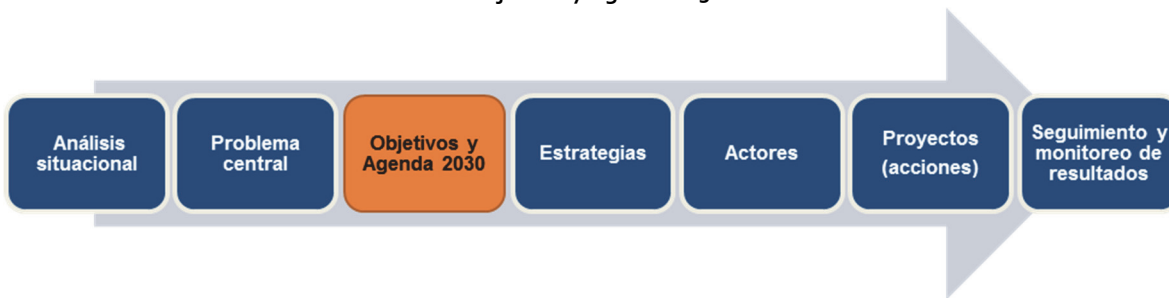 Análisis
situacional
Problema
central
Objetivos y
Agenda 2030
Estrategias
Actores
Proyectos
(acciones)
Seguimiento y
monitoreo de
resultados